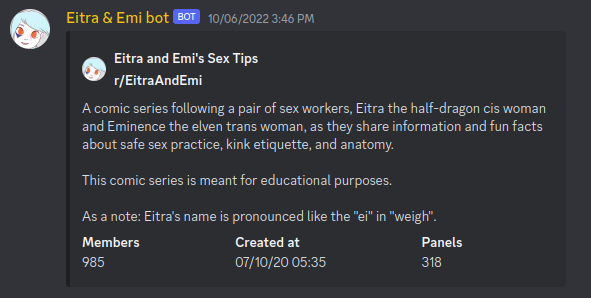 Eitra & Emi bot BOT 10/06/2022 3:46 PM
Eitra and Emi's Sex Tips
r/EitraAndEmi
A comic series following a pair of sex workers, Eitra the half-dragon cis woman
and Eminence the elven trans woman, as they share information and fun facts
about safe sex practice, kink etiquette, and anatomy.
This comic series is meant for educational purposes.
As a note: Eitra's name is pronounced like the "ei" in "weigh".
Members Created at Panels
985 07/10/20 05:35 318